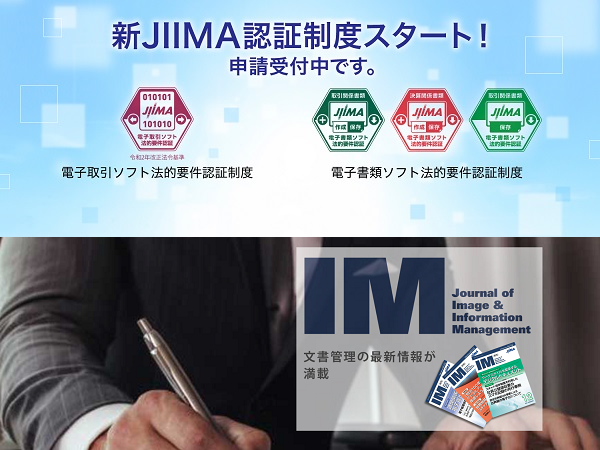 新JIIMA認証制度スタート!
申請受付中です。
010101
JIIMA
101010
電子取引ソフト
法的要件認証
令和2年改正法令基準
電子取引ソフト法的要件認証制度
取引関係書類
JIIMA
作成 保存
電子書類ソフト
法的要件認証
決算関係書類
JIIMA
作成 保存
電子書類ソフト
法的要件認証
取引関係書類
JIIMA
保存
電子書類ソフト
法的要件認証
電子書類ソフト法的要件認証制度
IM
Journal of
Image &
Information
Management
文書管理の最新情報が
満載
IM
IM
IM
12